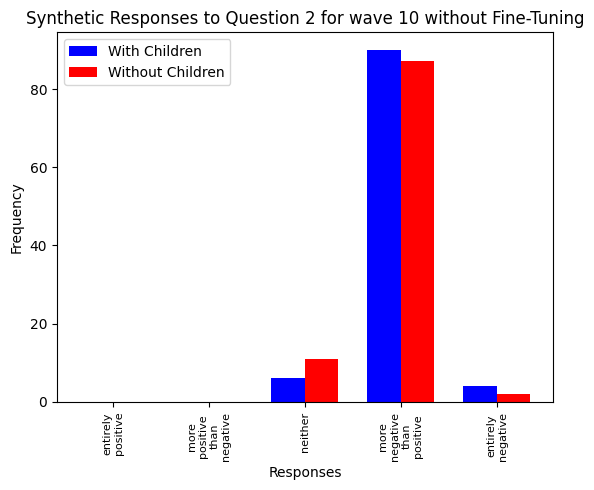 Synthetic Responses to Question 2 for wave 10 without Fine-Tuning
With Children
Without Children
Frequency
80
60
40
20
0
entirely
positive
more
positive
than
negative
neither
more
negative
than
positive
entirely
negative
Responses